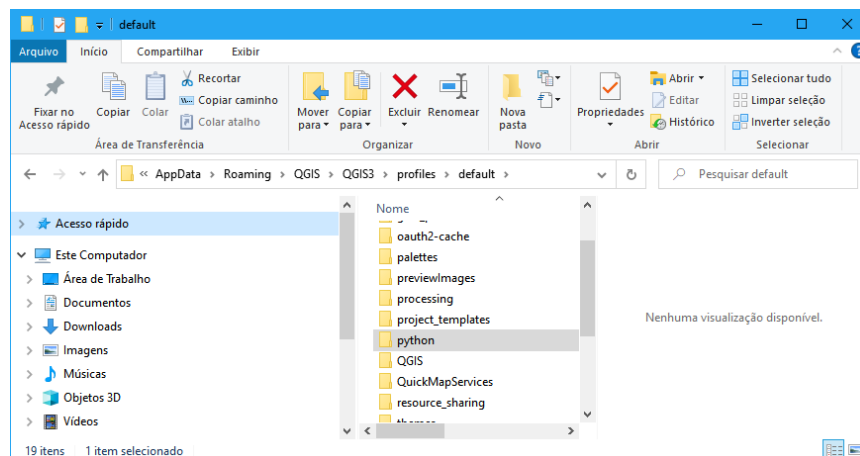 default
Arquivo Início Compartilhar Exibir
Fixar no Acesso rápido
Copiar
Colar
Recortar
Copiar caminho
Colar atalho
Mover para
Copiar para
Excluir
Renomear
Nova pasta
Propriedades
Abrir
Editar
Histórico
Selecionar tudo
Limpar seleção
Inverter seleção
Área de Transferência Organizar Novo Abrir Selecionar
« AppData > Roaming > QGIS > QGIS3 > profiles > default >
Pesquisar default
Acesso rápido
Este Computador
Área de Trabalho
Documentos
Downloads
Imagens
Músicas
Objetos 3D
Vídeos
Nome
oauth2-cache
palettes
previewImages
processing
project_templates
python
QGIS
QuickMapServices
resource_sharing
Nenhuma visualização disponível.
19 itens 1 item selecionado